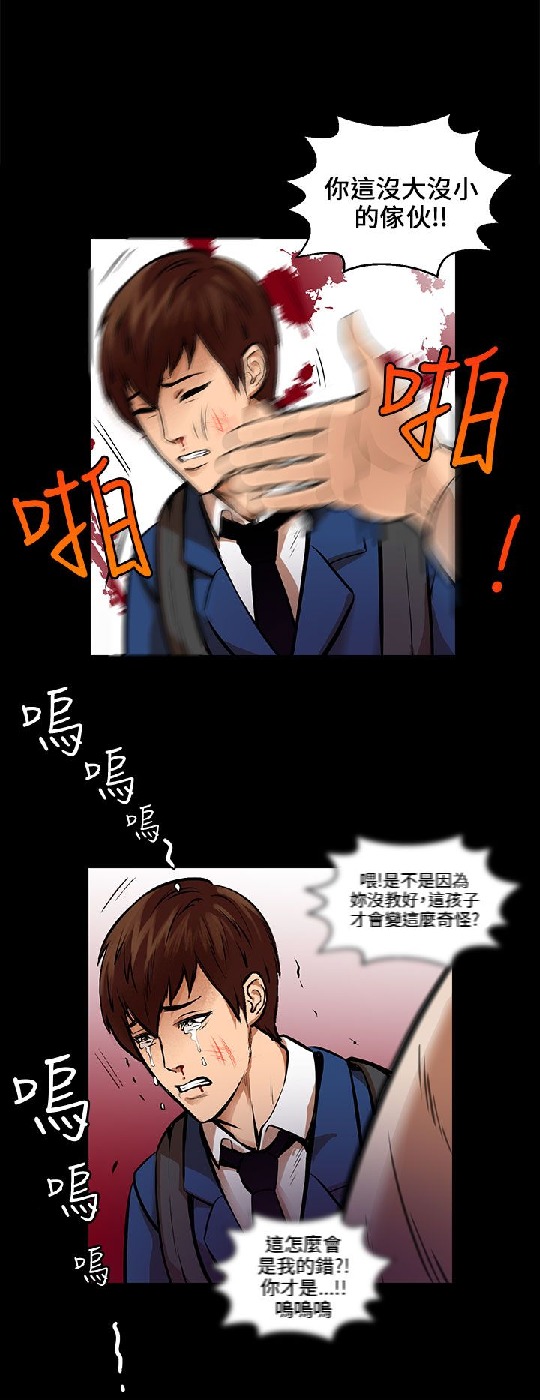 你這沒大沒小
的傢伙!!
啪
啪
!
嗚
嗚
嗚
喂!是不是因為
妳沒教好，這孩子
才會變這麼奇怪?
嗚
嗚
嗚
這怎麼會
是我的錯?!
你才是...!!
嗚嗚嗚